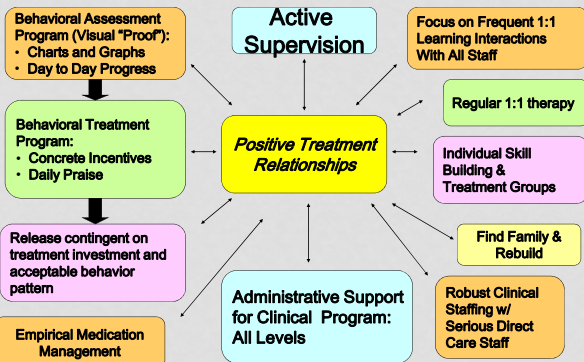 Behavioral Assessment
Program (Visual “Proof”):
• Charts and Graphs
• Day to Day Progress
Active
Supervision
Focus on Frequent 1:1
Learning Interactions
With All Staff
Behavioral Treatment
Program:
• Concrete Incentives
• Daily Praise
Positive Treatment
Relationships
Regular 1:1 therapy
Individual Skill
Building &
Treatment Groups
Release contingent on
treatment investment and
acceptable behavior
pattern
Find Family &
Rebuild
Administrative Support
for Clinical Program:
All Levels
Robust Clinical
Staffing w/
Serious Direct
Care Staff
Empirical Medication
Management